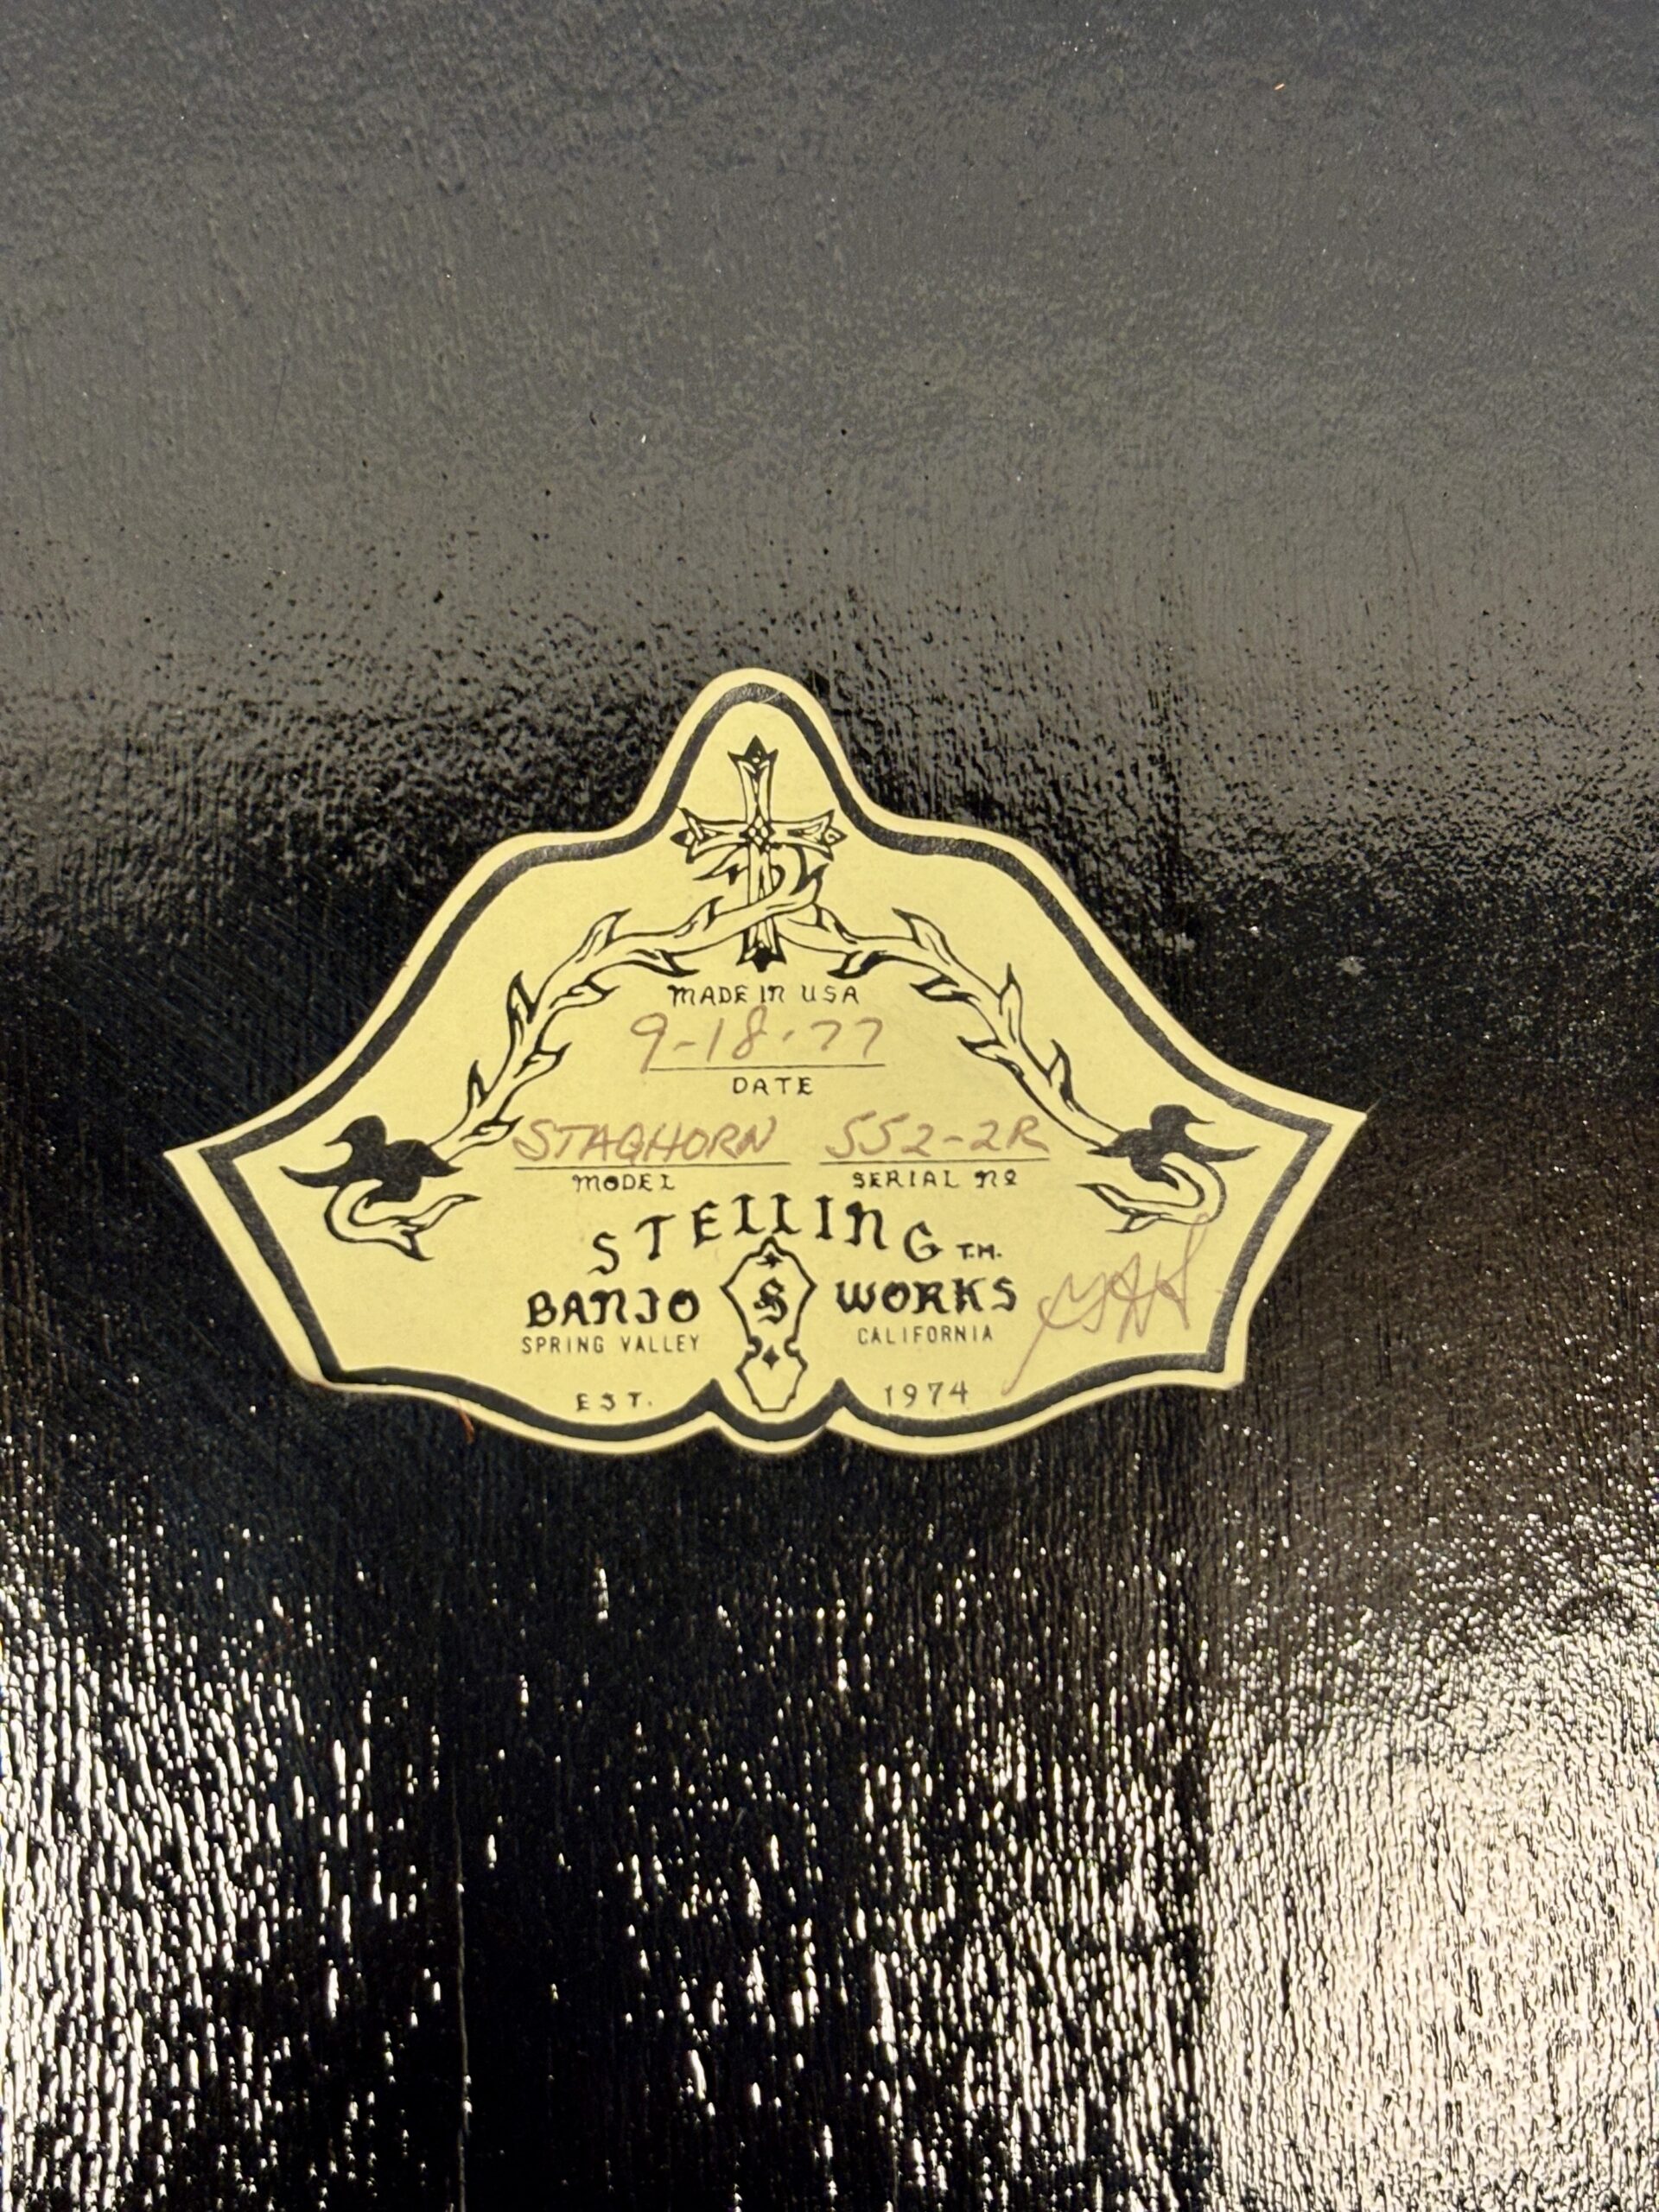 MADE IN USA
9-18-77
DATE
STAGHORN 552-2R
MODEL SERIAL No
STELLING T.M.
BANJO S WORKS
SPRING VALLEY CALIFORNIA
EST. 1974